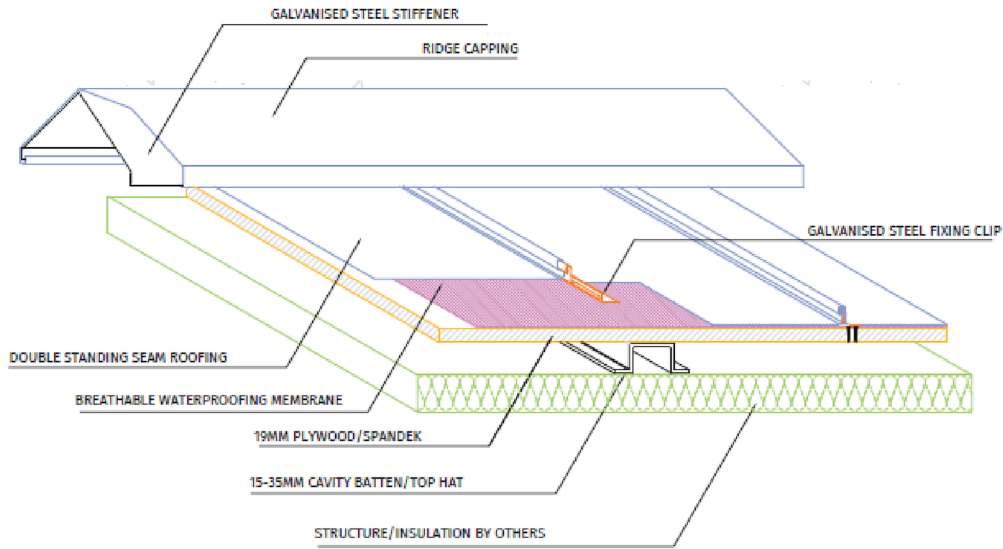 GALVANISED STEEL STIFFENER
RIDGE CAPPING
GALVANISED STEEL FIXING CLIP
DOUBLE STANDING SEAM ROOFING
BREATHABLE WATERPROOFING MEMBRANE
19MM PLYWOOD/SPANDEK
15-35MM CAVITY BATTEN/TOP HAT
STRUCTURE/INSULATION BY OTHERS